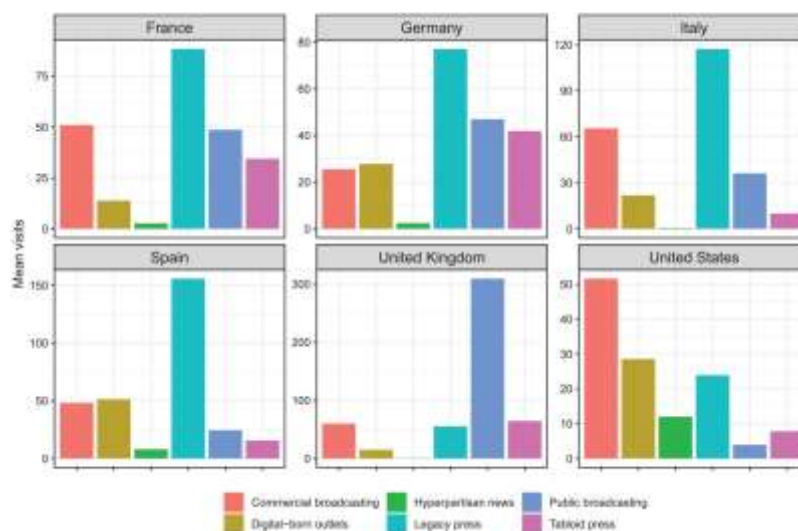 France
Germany
Italy
75
50
25
0
80
60
40
20
0
120
90
60
30
0
Mean visits
Spain
United Kingdom
United States
150
100
50
0
300
200
100
0
50
40
30
20
10
0
Commercial broadcasting
Hyperpartisan news
Public broadcasting
Digital-born outlets
Legacy press
Tabloid press